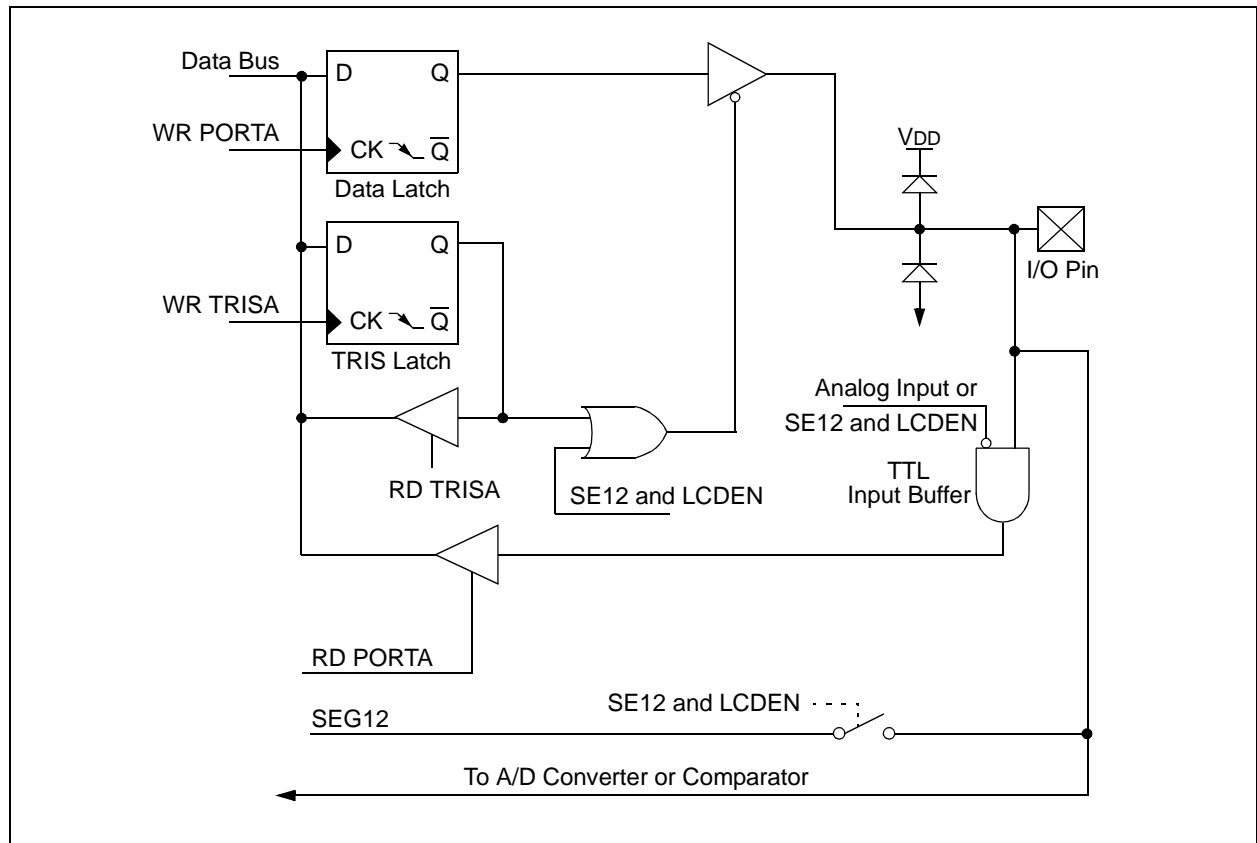 Data Bus
D Q
WR PORTA
CK Q̅
Data Latch
VDD
D Q
I/O Pin
WR TRISA
CK Q̅
TRIS Latch
Analog Input or
SE12 and LCDEN
TTL
Input Buffer
RD TRISA
SE12 and LCDEN
RD PORTA
SE12 and LCDEN
SEG12
To A/D Converter or Comparator